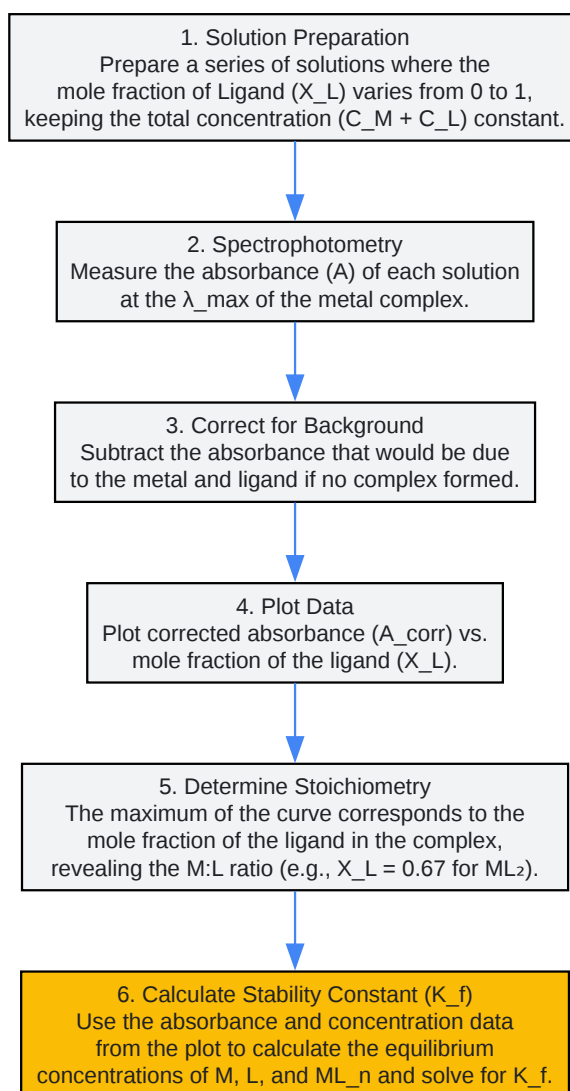 1. Solution Preparation
Prepare a series of solutions where the
mole fraction of Ligand (X_L) varies from 0 to 1,
keeping the total concentration (C_M + C_L) constant.
2. Spectrophotometry
Measure the absorbance (A) of each solution
at the λ_max of the metal complex.
3. Correct for Background
Subtract the absorbance that would be due
to the metal and ligand if no complex formed.
4. Plot Data
Plot corrected absorbance (A_corr) vs.
mole fraction of the ligand (X_L).
5. Determine Stoichiometry
The maximum of the curve corresponds to the
mole fraction of the ligand in the complex,
revealing the M:L ratio (e.g., X_L = 0.67 for ML₂).
6. Calculate Stability Constant (K_f)
Use the absorbance and concentration data
from the plot to calculate the equilibrium
concentrations of M, L, and ML_n and solve for K_f.